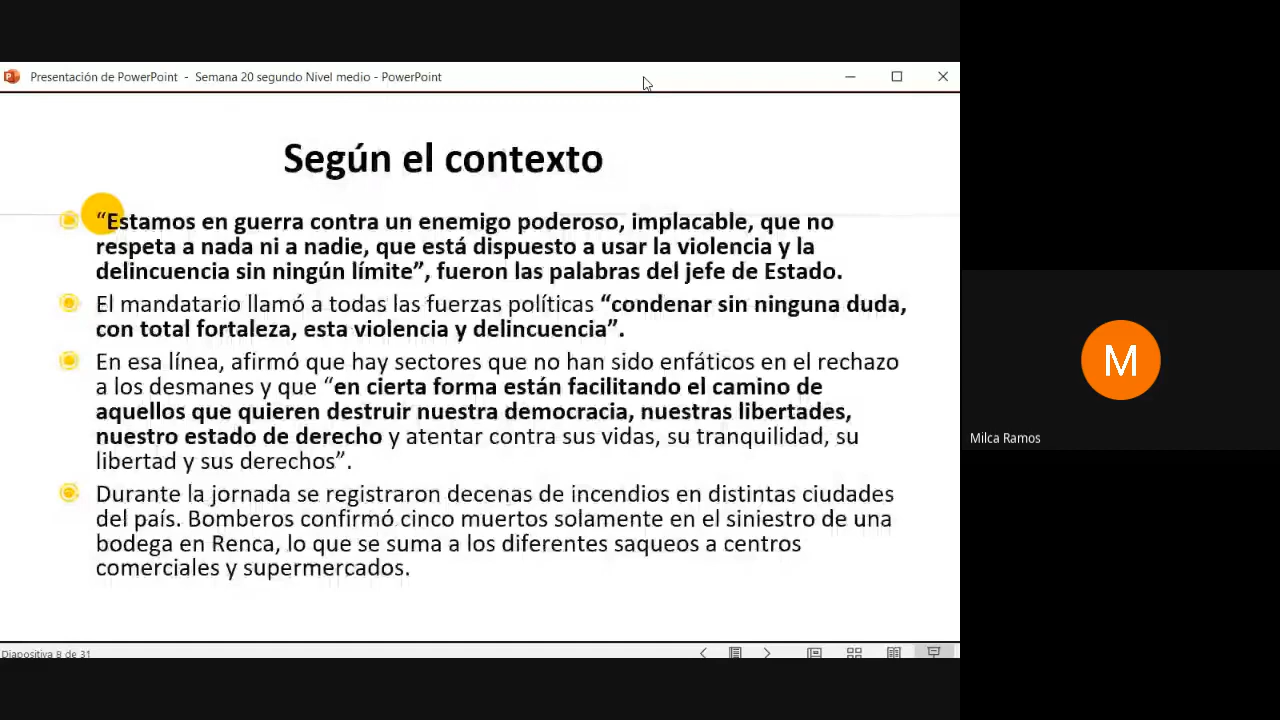 Presentación de PowerPoint - Semana 20 segundo Nivel medio - PowerPoint
Según el contexto
“Estamos en guerra contra un enemigo poderoso, implacable, que no
respeta a nada ni a nadie, que está dispuesto a usar la violencia y la
delincuencia sin ningún límite”, fueron las palabras del jefe de Estado.
El mandatario llamó a todas las fuerzas políticas “condenar sin ninguna duda,
con total fortaleza, esta violencia y delincuencia”.
En esa línea, afirmó que hay sectores que no han sido enfáticos en el rechazo
a los desmanes y que “en cierta forma están facilitando el camino de
aquellos que quieren destruir nuestra democracia, nuestras libertades,
nuestro estado de derecho y atentar contra sus vidas, su tranquilidad, su
libertad y sus derechos”.
Durante la jornada se registraron decenas de incendios en distintas ciudades
del país. Bomberos confirmó cinco muertos solamente en el siniestro de una
bodega en Renca, lo que se suma a los diferentes saqueos a centros
comerciales y supermercados.
Diapositiva 8 de 31
M
Milca Ramos